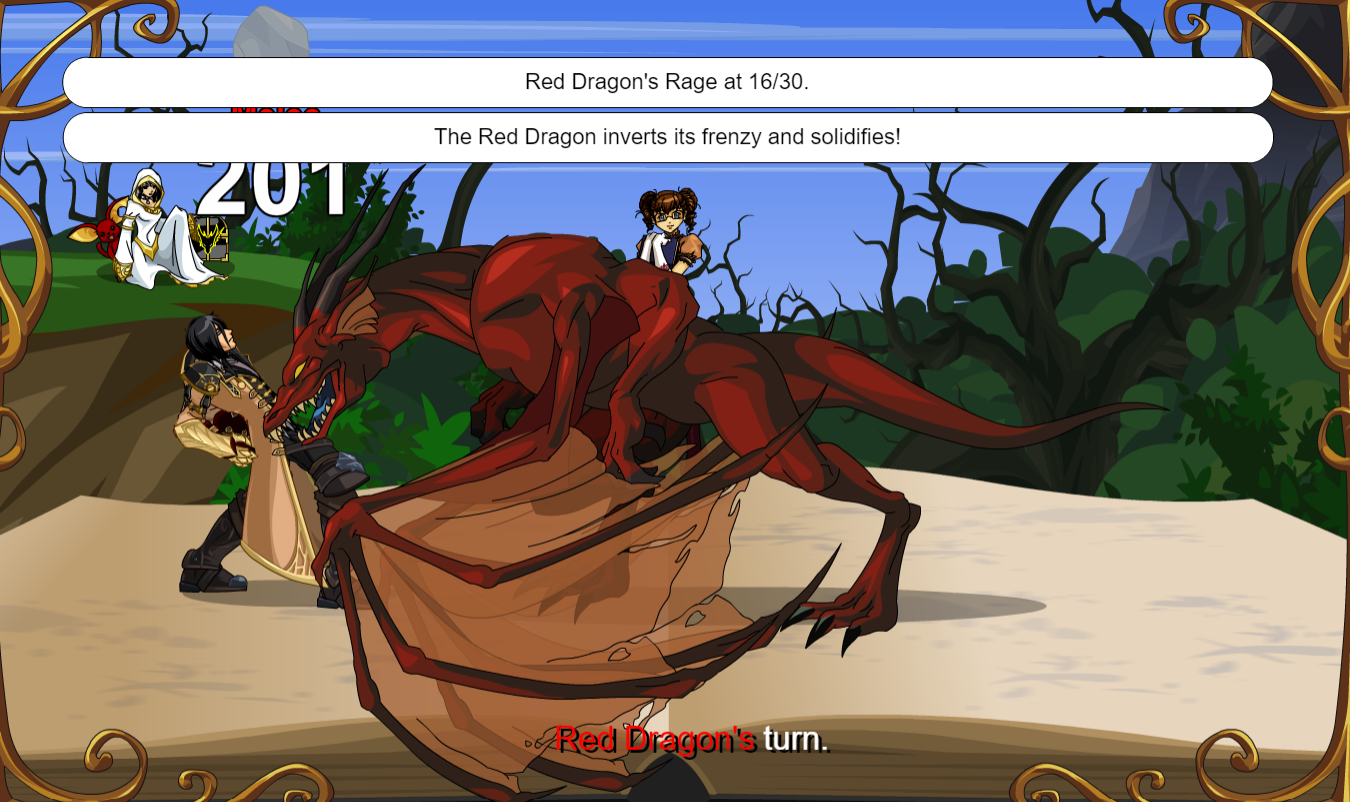 Red Dragon's Rage at 16/30.
The Red Dragon inverts its frenzy and solidifies!
201
Red Dragon's turn.